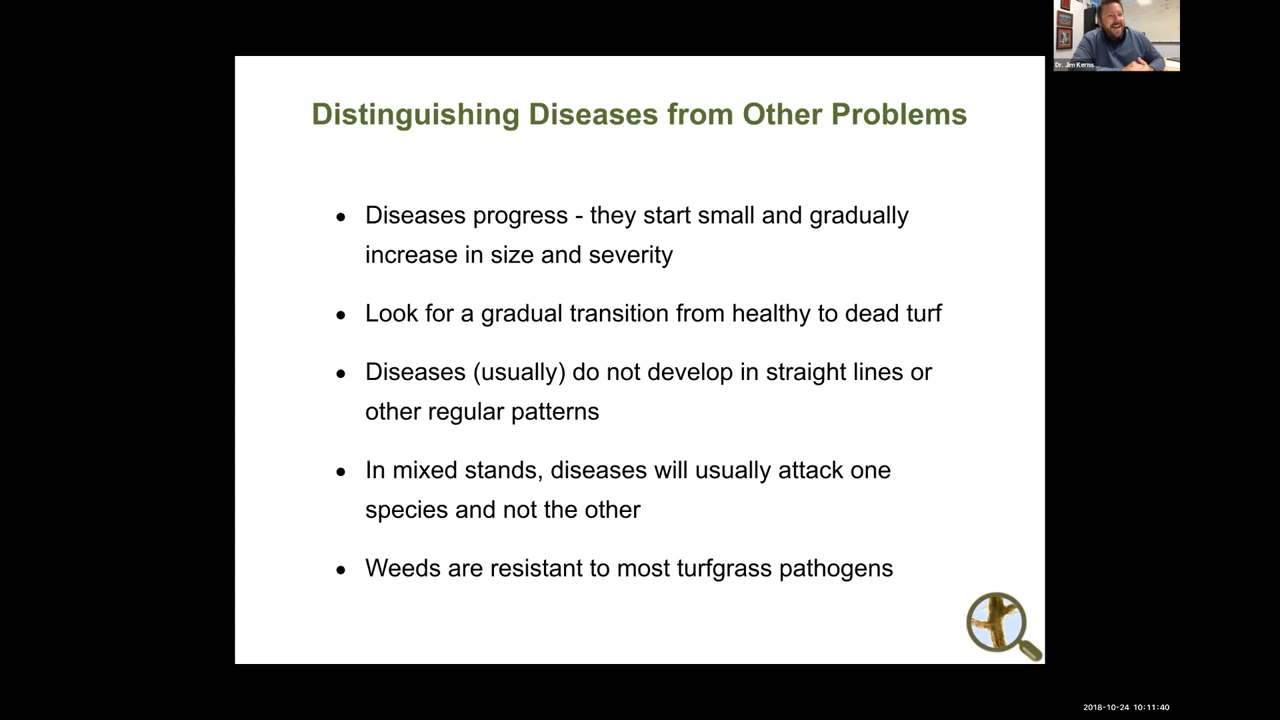 Dr. Jim Kerns
Distinguishing Diseases from Other Problems
• Diseases progress - they start small and gradually
increase in size and severity
• Look for a gradual transition from healthy to dead turf
• Diseases (usually) do not develop in straight lines or
other regular patterns
• In mixed stands, diseases will usually attack one
species and not the other
• Weeds are resistant to most turfgrass pathogens
2018-10-24 10:11:40